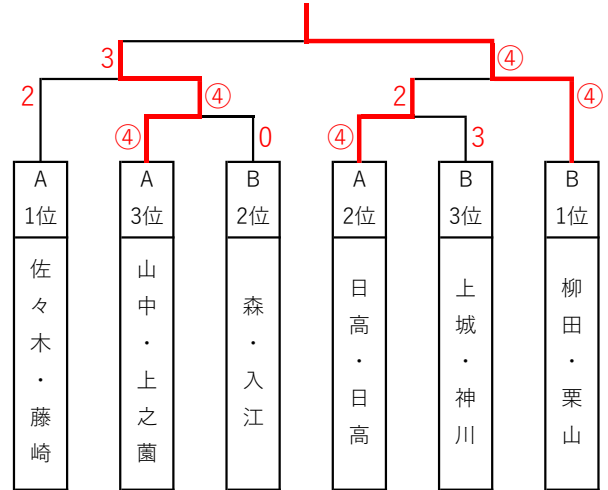 3
④
2
④
2
④
④
0
④
3
A
1位
佐々木・藤崎
A
3位
山中・上之薗
B
2位
森・入江
A
2位
日高・日高
B
3位
上城・神川
B
1位
柳田・栗山